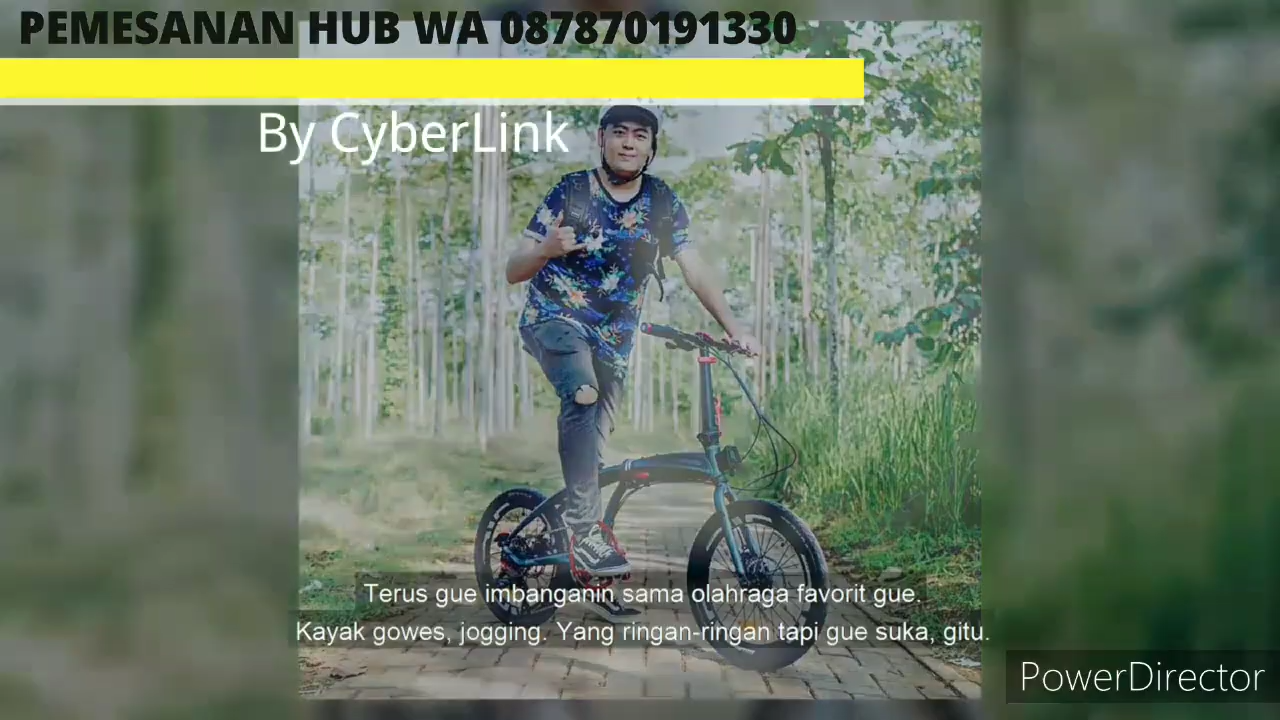 PEMESANAN HUB WA 087870191330
By CyberLink
Terus gue imbanganin sama olahraga favorit gue.
Kayak gowes, jogging. Yang ringan-ringan tapi gue suka, gitu.
PowerDirector